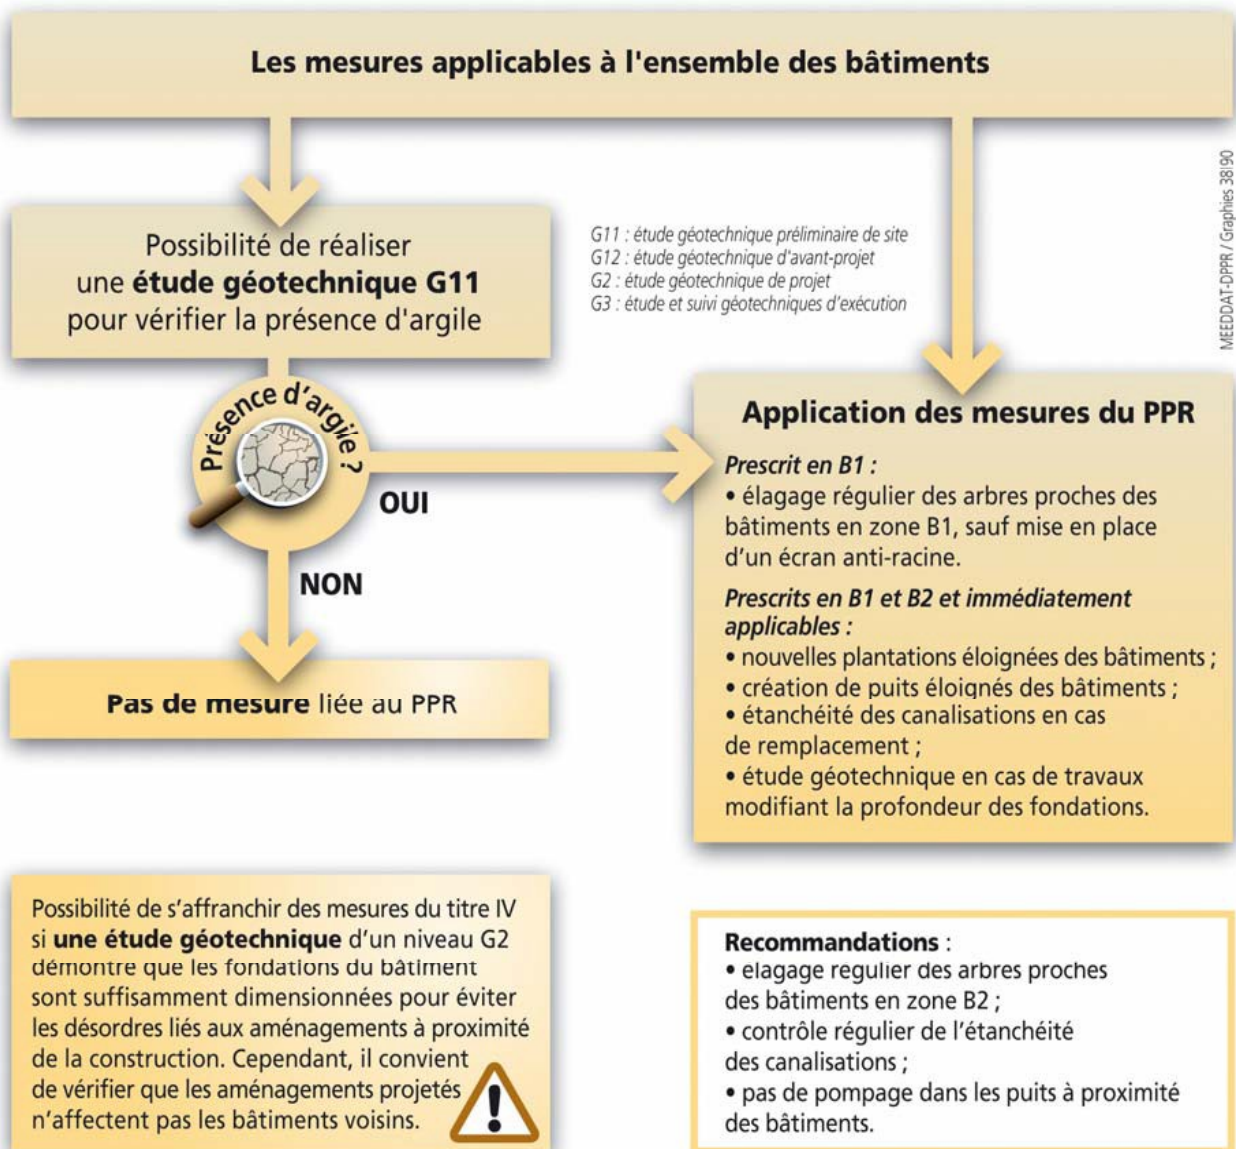 Les mesures applicables à l'ensemble des bâtiments
Possibilité de réaliser
une étude géotechnique G11
pour vérifier la présence d'argile
G11 : étude géotechnique préliminaire de site
G12 : étude géotechnique d'avant-projet
G2 : étude géotechnique de projet
G3 : étude et suivi géotechniques d'exécution
MEEDDAT-DPPR / Graphies 38|90
Présence d'argile ?
OUI
NON
Pas de mesure liée au PPR
Application des mesures du PPR
Prescrit en B1 :
• élagage régulier des arbres proches des
bâtiments en zone B1, sauf mise en place
d'un écran anti-racine.
Prescrits en B1 et B2 et immédiatement
applicables :
• nouvelles plantations éloignées des bâtiments ;
• création de puits éloignés des bâtiments ;
• étanchéité des canalisations en cas
de remplacement ;
• étude géotechnique en cas de travaux
modifiant la profondeur des fondations.
Possibilité de s'affranchir des mesures du titre IV
si une étude géotechnique d'un niveau G2
démontre que les fondations du bâtiment
sont suffisamment dimensionnées pour éviter
les désordres liés aux aménagements à proximité
de la construction. Cependant, il convient
de vérifier que les aménagements projetés
n'affectent pas les bâtiments voisins.
!
Recommandations :
• élagage régulier des arbres proches
des bâtiments en zone B2 ;
• contrôle régulier de l'étanchéité
des canalisations ;
• pas de pompage dans les puits à proximité
des bâtiments.